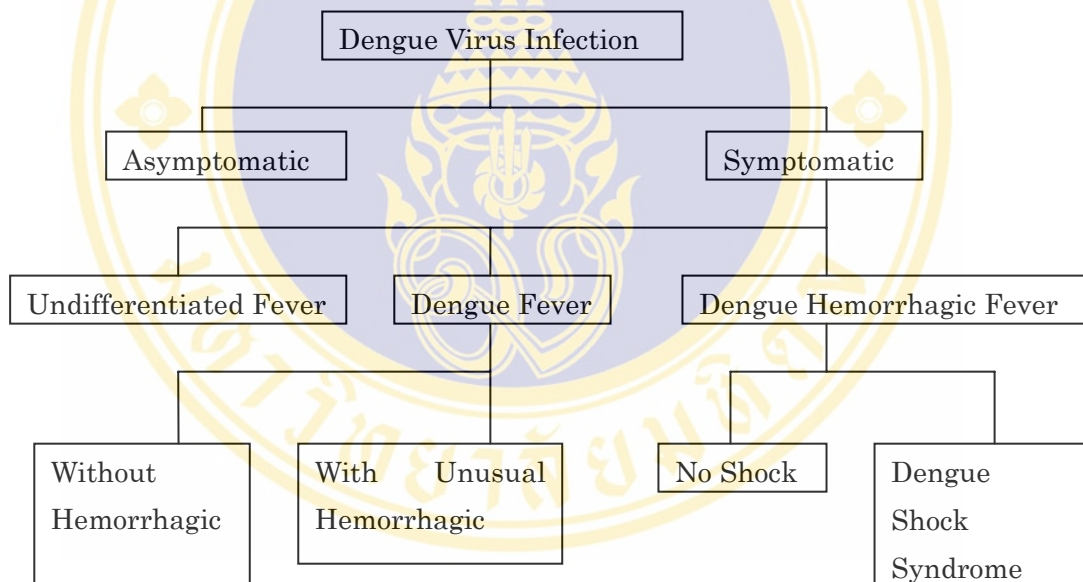 Dengue Virus Infection
Asymptomatic
Symptomatic
Undifferentiated Fever
Dengue Fever
Dengue Hemorrhagic Fever
Without
Hemorrhagic
With Unusual
Hemorrhagic
No Shock
Dengue
Shock
Syndrome